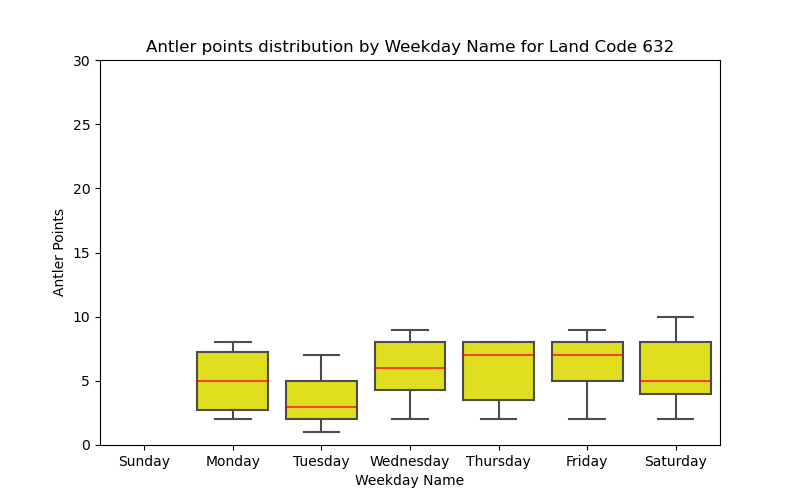 Antler points distribution by Weekday Name for Land Code 632
30
25
20
15
10
5
0
Antler Points
Sunday Monday Tuesday Wednesday Thursday Friday Saturday
Weekday Name